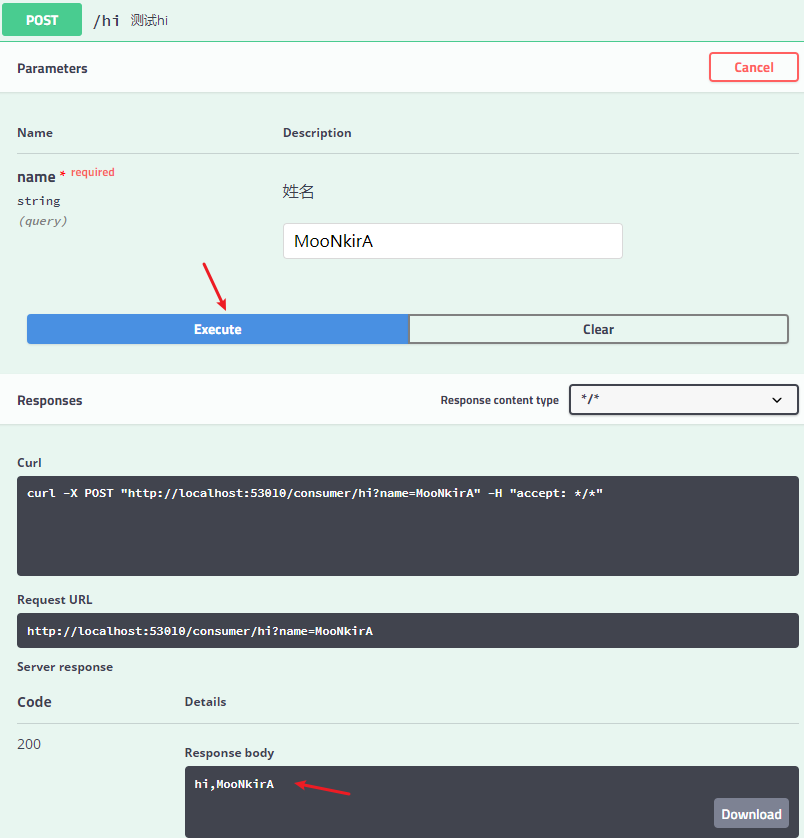 POST /hi 测试hi
Parameters Cancel
Name Description
name * required
string
(query)
姓名
MooNkirA
Execute Clear
Responses Response content type */*
Curl
curl -X POST "http://localhost:53010/consumer/hi?name=MooNkirA" -H "accept: */*"
Request URL
http://localhost:53010/consumer/hi?name=MooNkirA
Server response
Code Details
200
Response body
hi,MooNkirA
Download